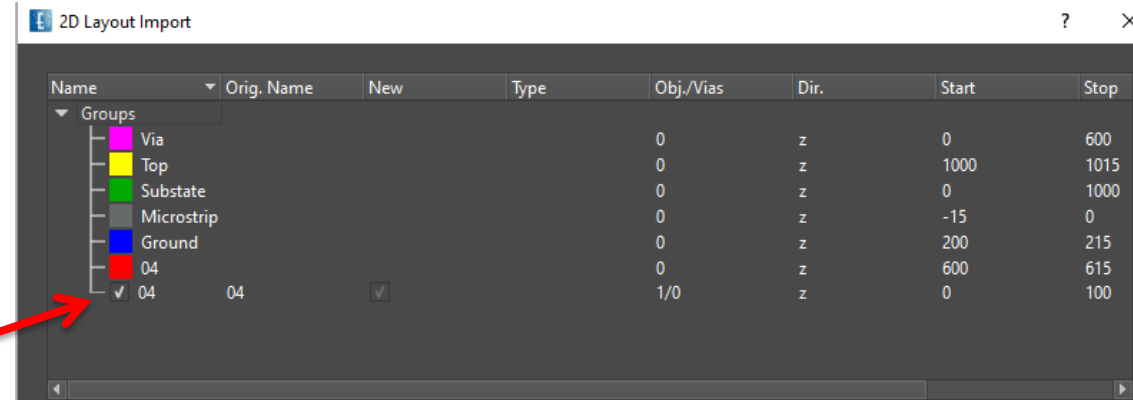 2D Layout Import ?
Name Orig. Name New Type Obj./Vias Dir. Start Stop
Groups
Via 0 z 0 600
Top 0 z 1000 1015
Substate 0 z 0 1000
Microstrip 0 z -15 0
Ground 0 z 200 215
04 0 z 600 615
04 04 1/0 z 0 100